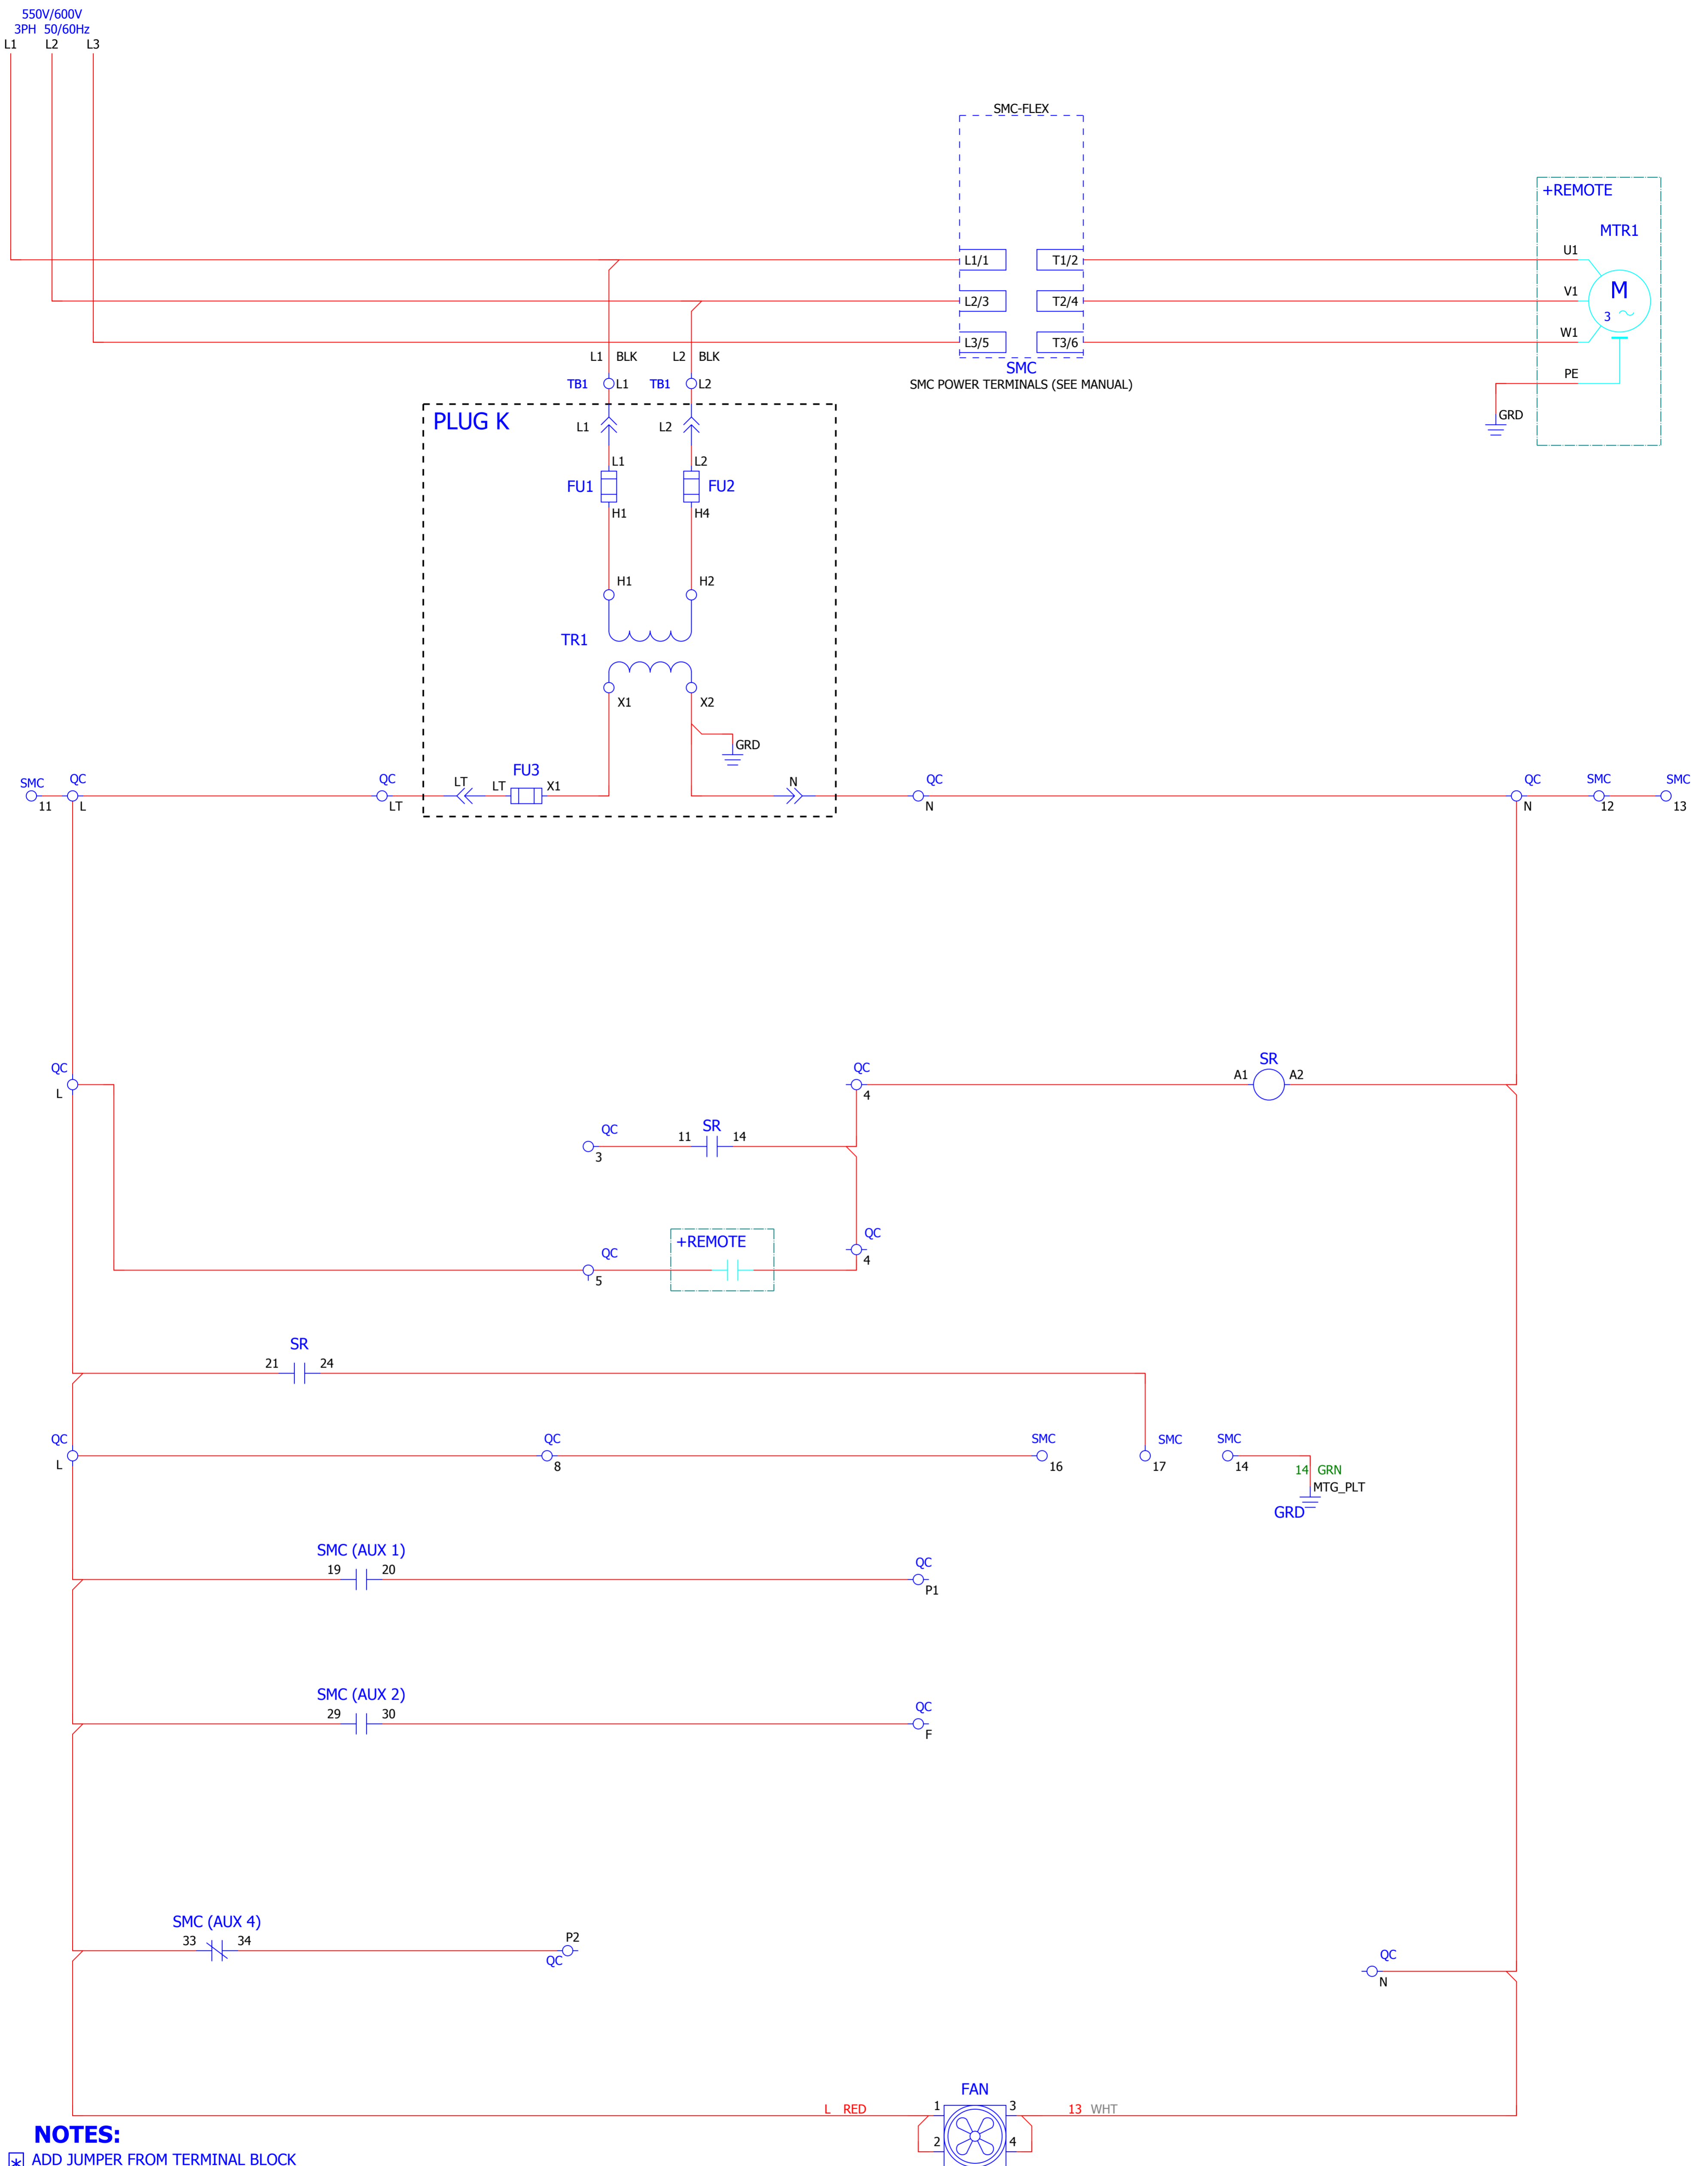 550V/600V
3PH 50/60Hz
L1 L2 L3
SMC-FLEX
+REMOTE
MTR1
L1/1 T1/2 U1
L2/3 T2/4 V1 M
3
L3/5 T3/6 W1
L1 BLK L2 BLK
SMC
SMC POWER TERMINALS (SEE MANUAL)
PE
GRD
TB1 L1 TB1 L2
PLUG K
L1 L2
L1 L2
FU1 FU2
H1 H4
H1 H2
TR1
X1 X2
GRD
SMC QC QC LT LT FU3 X1 N QC QC SMC SMC
11 L LT N N 12 13
QC QC SR
L 4 A1 A2
QC 11 SR 14
3
QC +REMOTE QC
5 4
SR
21 24
QC QC SMC SMC SMC
L 8 16 17 14
14 GRN
MTG_PLT
GRD
SMC (AUX 1)
19 20 QC
P1
SMC (AUX 2)
29 30 QC
F
SMC (AUX 4)
33 34 P2
QC
QC
N
FAN
L RED 1 3 13 WHT
2 4
NOTES:
* ADD JUMPER FROM TERMINAL BLOCK